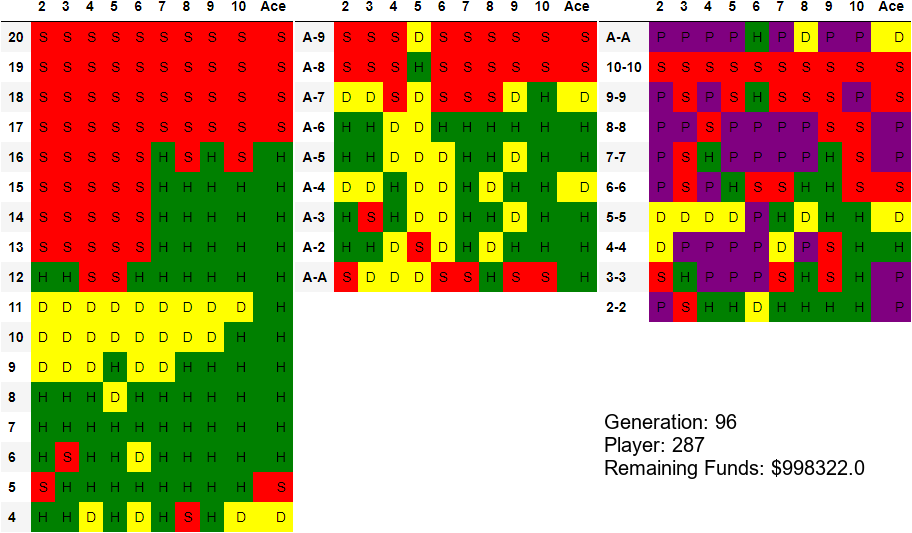 2 3 4 5 6 7 8 9 10 Ace
20 S S S S S S S S S S
19 S S S S S S S S S S
18 S S S S S S S S S S
17 S S S S S S S S S S
16 S S S S S H S H S H
15 S S S S S H H H H H
14 S S S S S H H H H H
13 S S S S S H H H H H
12 H H S S H H H H H H
11 D D D D D D D D D H
10 D D D D D D D D H H
9 D D D H D D H H H H
8 H H H D H H H H H H
7 H H H H H H H H H H
6 H S H H D H H H H H
5 S H H H H H H H H S
4 H H D H D H S H D D
2 3 4 5 6 7 8 9 10 Ace
A-9 S S S D S S S S S S
A-8 S S S H S S S S S S
A-7 D D S D S S S D H D
A-6 H H D D H H H H H H
A-5 H H D D D H H D H H
A-4 D D H D D H D H H D
A-3 H S H D D H H D H H
A-2 H H D S D H D H H H
A-A S D D D S S H S S H
2 3 4 5 6 7 8 9 10 Ace
A-A P P P P H P D P P D
10-10 S S S S S S S S S S
9-9 P S P S H S S S P S
8-8 P P S P P P P S S P
7-7 P S H P P P P H S P
6-6 P S P H S S H H S S
5-5 D D D D P H D H H D
4-4 D P P P P D P S H H
3-3 S H P P P S H S H P
2-2 P S H H D H H H H P
Generation: 96
Player: 287
Remaining Funds: $998322.0